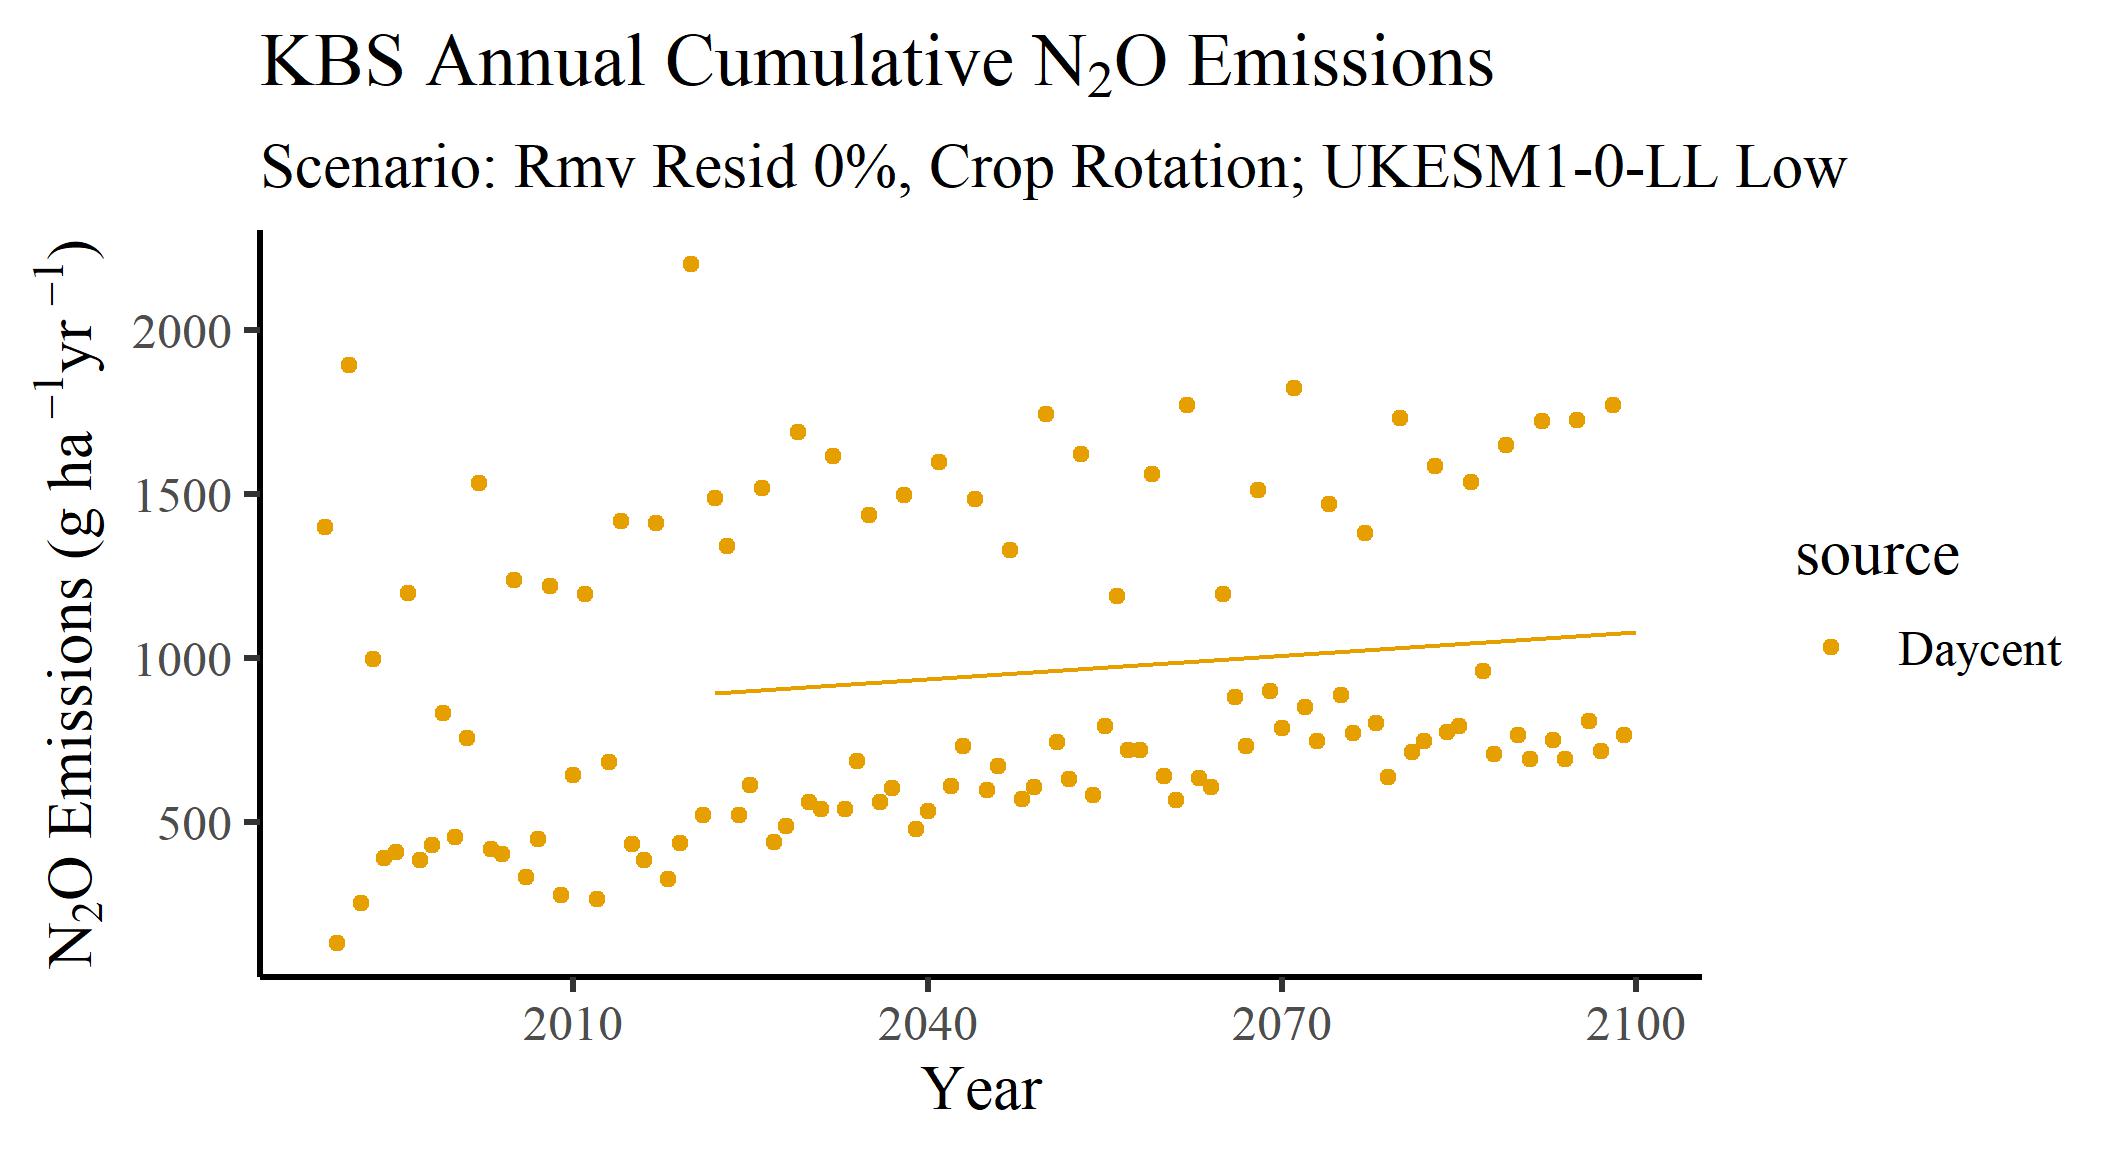 KBS Annual Cumulative N₂O Emissions
Scenario: Rmv Resid 0%, Crop Rotation; UKESM1-0-LL Low
N₂O Emissions (g ha⁻¹yr⁻¹)
2000
1500
1000
500
2010 2040 2070 2100
Year
source
Daycent